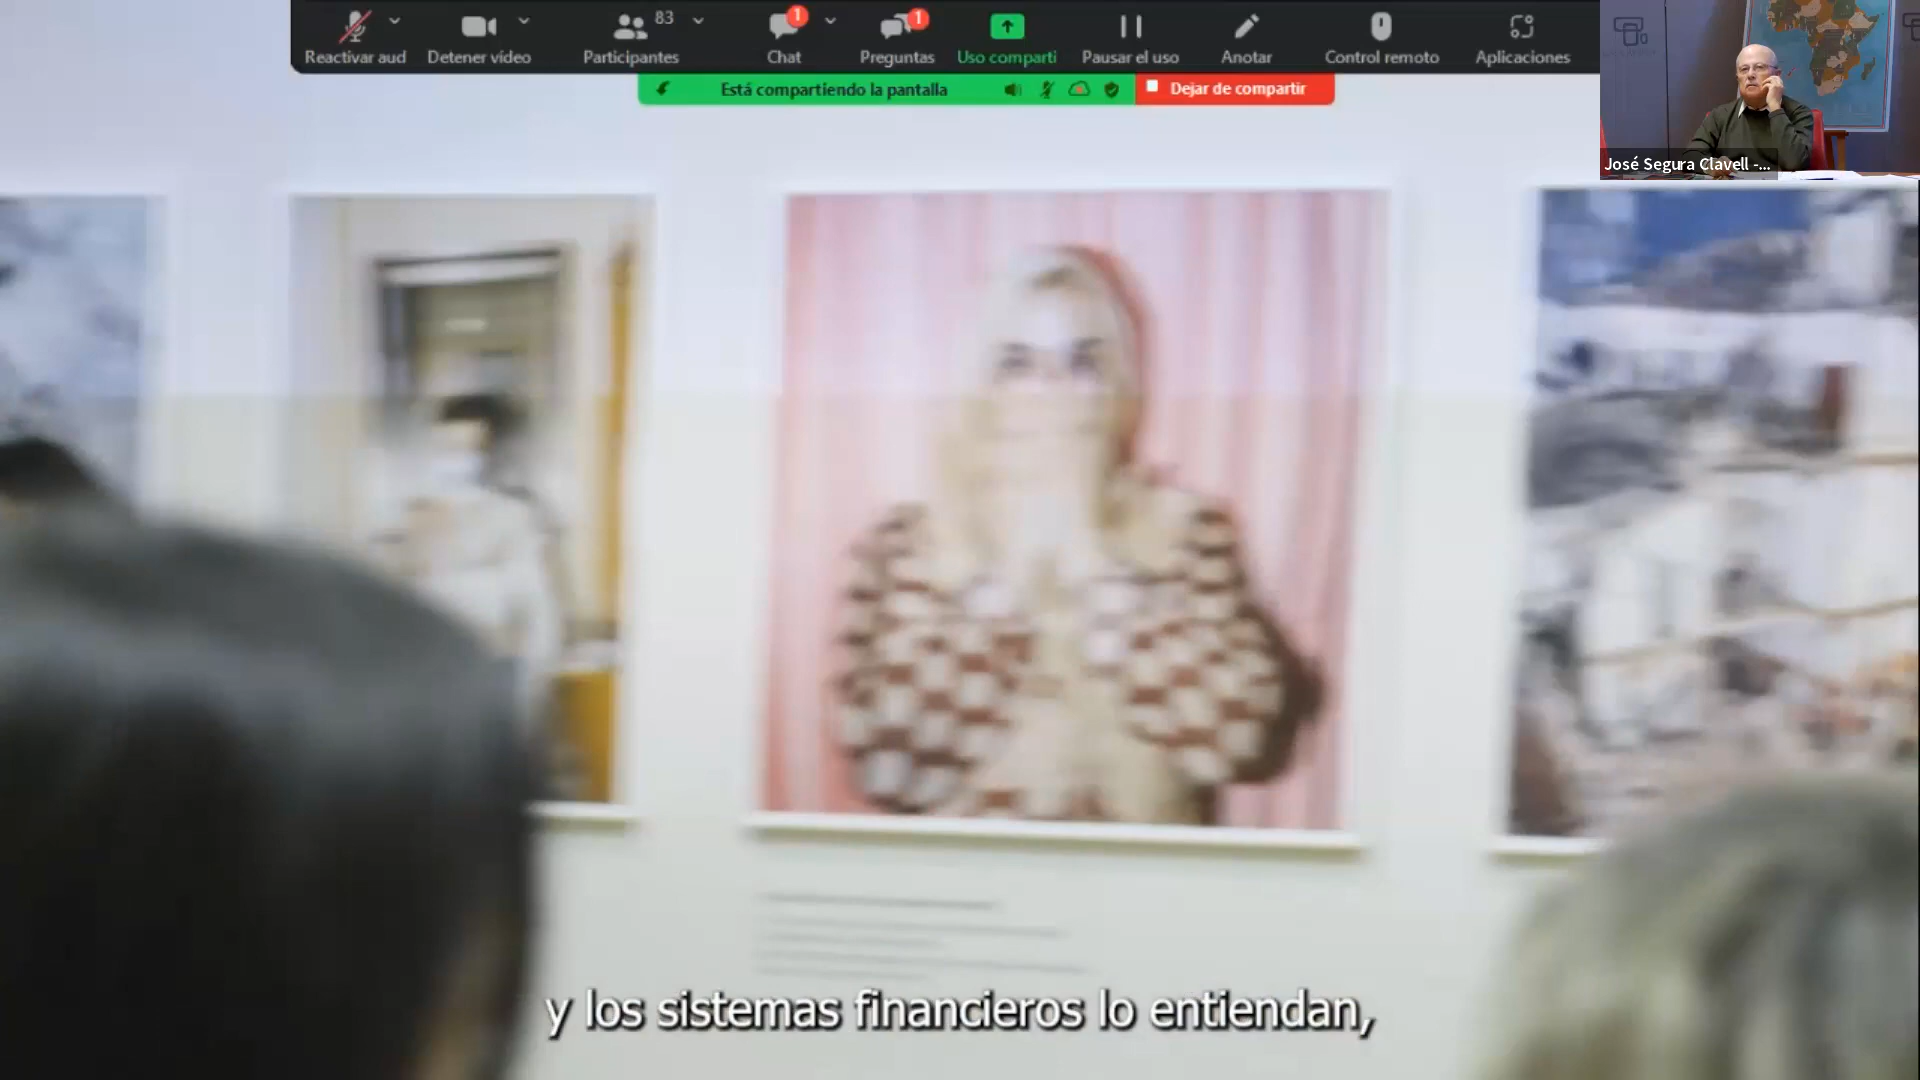 83
1
1
Reactivar aud
Detener vídeo
Participantes
Chat
Preguntas
Uso comparti
Pausar el uso
Anotar
Control remoto
Aplicaciones
Está compartiendo la pantalla
Dejar de compartir
José Segura Clavell -...
y los sistemas financieros lo entiendan,